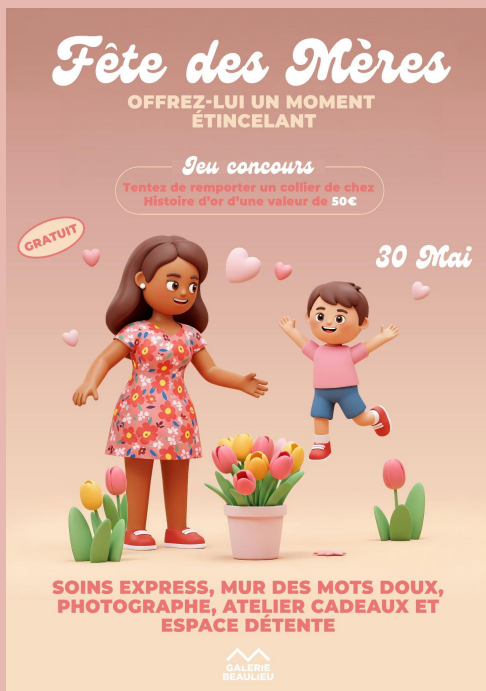 Fête des Mères
OFFREZ-LUI UN MOMENT
ÉTINCELANT
Jeu concours
Tentez de remporter un collier de chez
Histoire d'or d'une valeur de 50€
GRATUIT
30 Mai
SOINS EXPRESS, MUR DES MOTS DOUX,
PHOTOGRAPHE, ATELIER CADEAUX ET
ESPACE DÉTENTE
GALERIE
BEAULIEU